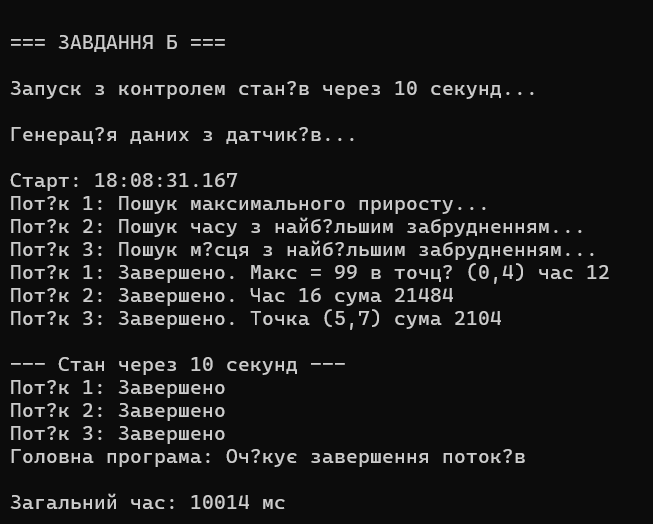 === ЗАВДАННЯ Б ===
Запуск з контролем стан?в через 10 секунд...
Генерац?я даних з датчик?в...
Старт: 18:08:31.167
Пот?к 1: Пошук максимального приросту...
Пот?к 2: Пошук часу з найб?льшим забрудненням...
Пот?к 3: Пошук м?сця з найб?льшим забрудненням...
Пот?к 1: Завершено. Макс = 99 в точц? (0,4) час 12
Пот?к 2: Завершено. Час 16 сума 21484
Пот?к 3: Завершено. Точка (5,7) сума 2104
--- Стан через 10 секунд ---
Пот?к 1: Завершено
Пот?к 2: Завершено
Пот?к 3: Завершено
Головна програма: Оч?кує завершення поток?в
Загальний час: 10014 мс